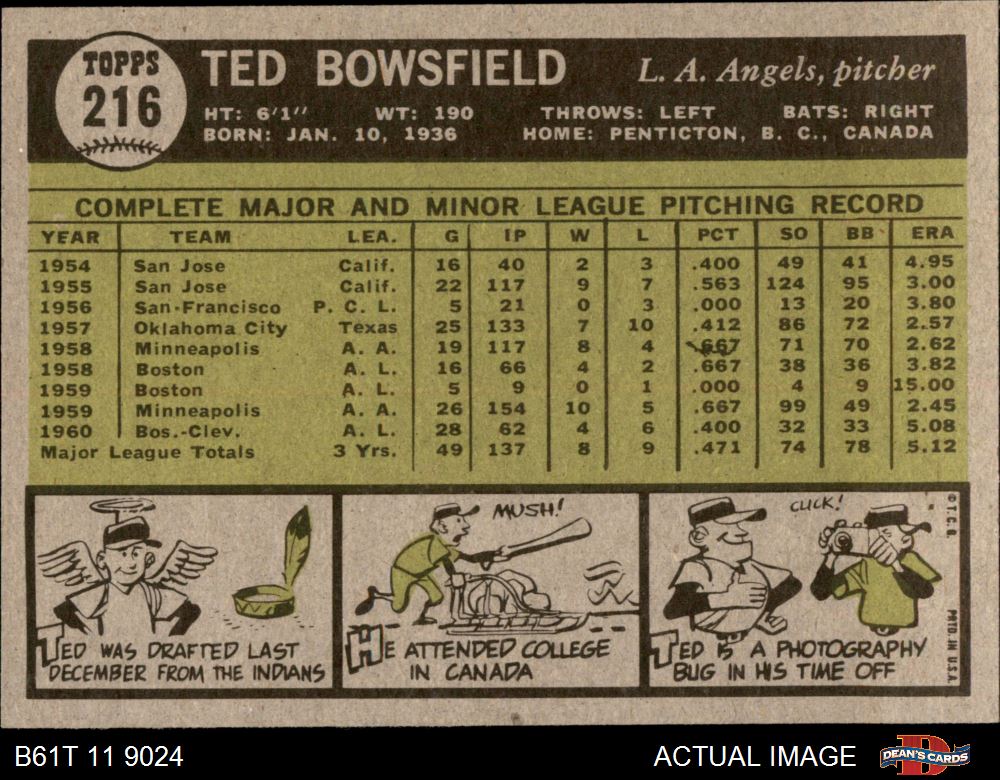 TOPPS
216
TED BOWSFIELD L. A. Angels, pitcher
HT: 6'1" WT: 190 THROWS: LEFT BATS: RIGHT
BORN: JAN. 10, 1936 HOME: PENTICTON, B. C., CANADA
COMPLETE MAJOR AND MINOR LEAGUE PITCHING RECORD
YEAR TEAM LEA. G IP W L PCT SO BB ERA
1954 San Jose Calif. 16 40 2 3 .400 49 41 4.95
1955 San Jose Calif. 22 117 9 7 .563 124 95 3.00
1956 San-Francisco P. C. L. 5 21 0 3 .000 13 20 3.80
1957 Oklahoma City Texas 25 133 7 10 .412 86 72 2.57
1958 Minneapolis A. A. 19 117 8 4 .667 71 70 2.62
1958 Boston A. L. 16 66 4 2 .667 38 36 3.82
1959 Boston A. L. 5 9 0 1 .000 4 9 15.00
1959 Minneapolis A. A. 26 154 10 5 .667 99 49 2.45
1960 Bos.-Clev. A. L. 28 62 4 6 .400 32 33 5.08
Major League Totals 3 Yrs. 49 137 8 9 .471 74 78 5.12
TED WAS DRAFTED LAST
DECEMBER FROM THE INDIANS
MUSH!
HE ATTENDED COLLEGE
IN CANADA
CLICK!
TED IS A PHOTOGRAPHY
BUG IN HIS TIME OFF
© T. C. G. PRTD. IN U.S.A.
B61T 11 9024 ACTUAL IMAGE DEAN'S CARDS